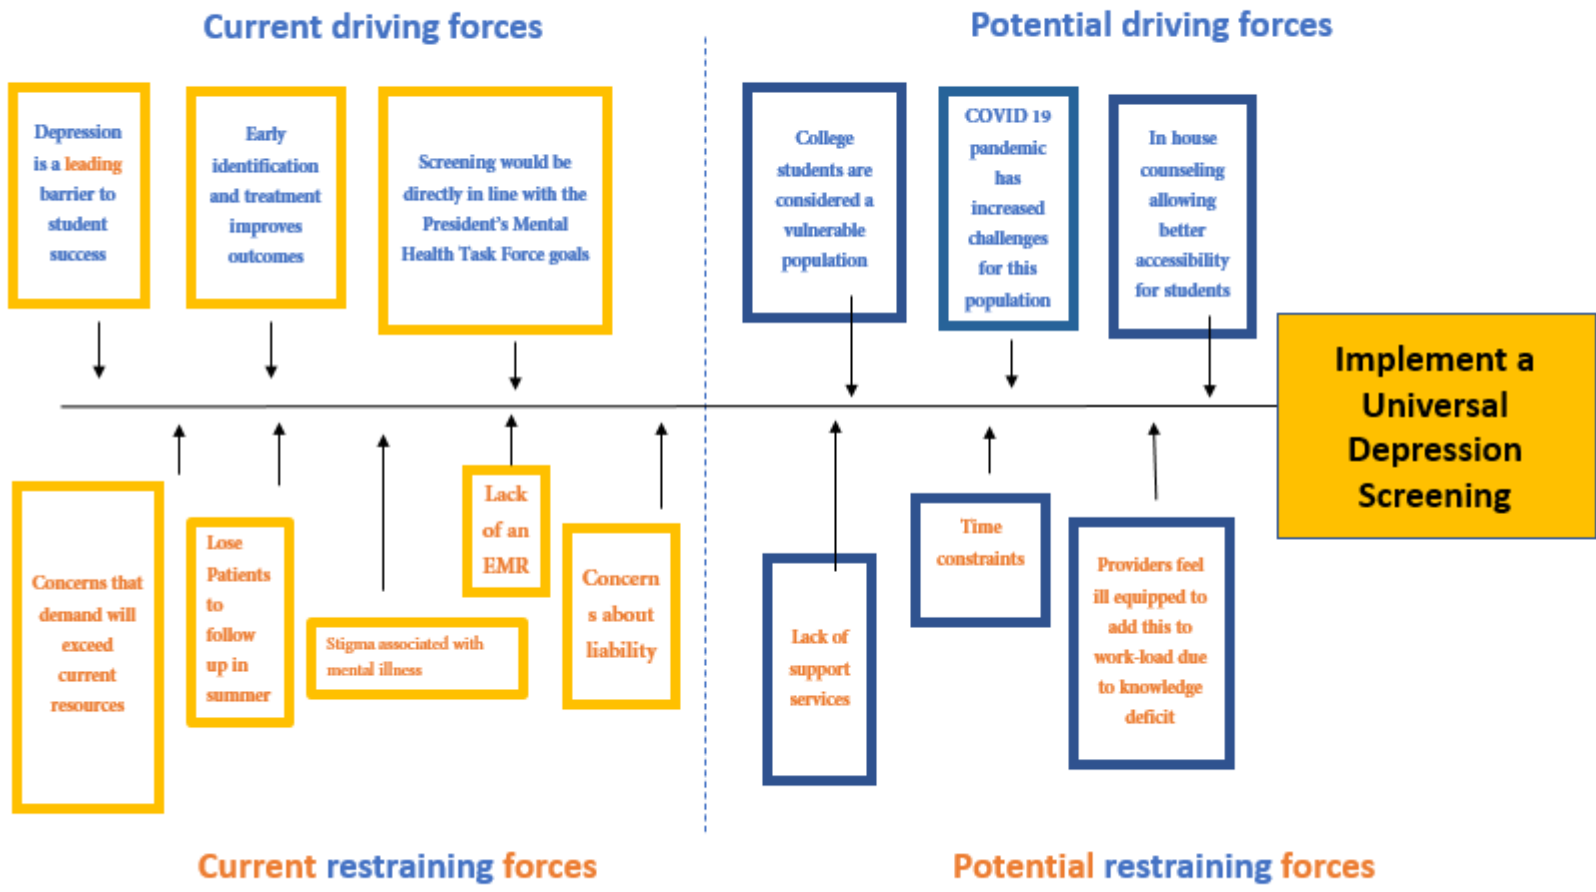 Current driving forces
Potential driving forces
Depression
is a leading
barrier to
student
success
Early
identification
and treatment
improves
outcomes
Screening would be
directly in line with the
President's Mental
Health Task Force goals
College
students are
considered a
vulnerable
population
COVID 19
pandemic
has
increased
challenges
for this
population
In house
counseling
allowing
better
accessibility
for students
Implement a
Universal
Depression
Screening
Concerns that
demand will
exceed
current
resources
Lose
Patients
to
follow
up in
summer
Stigma associated with
mental illness
Lack
of an
EMR
Concern
s about
liability
Lack of
support
services
Time
constraints
Providers feel
ill equipped to
add this to
work-load due
to knowledge
deficit
Current restraining forces
Potential restraining forces